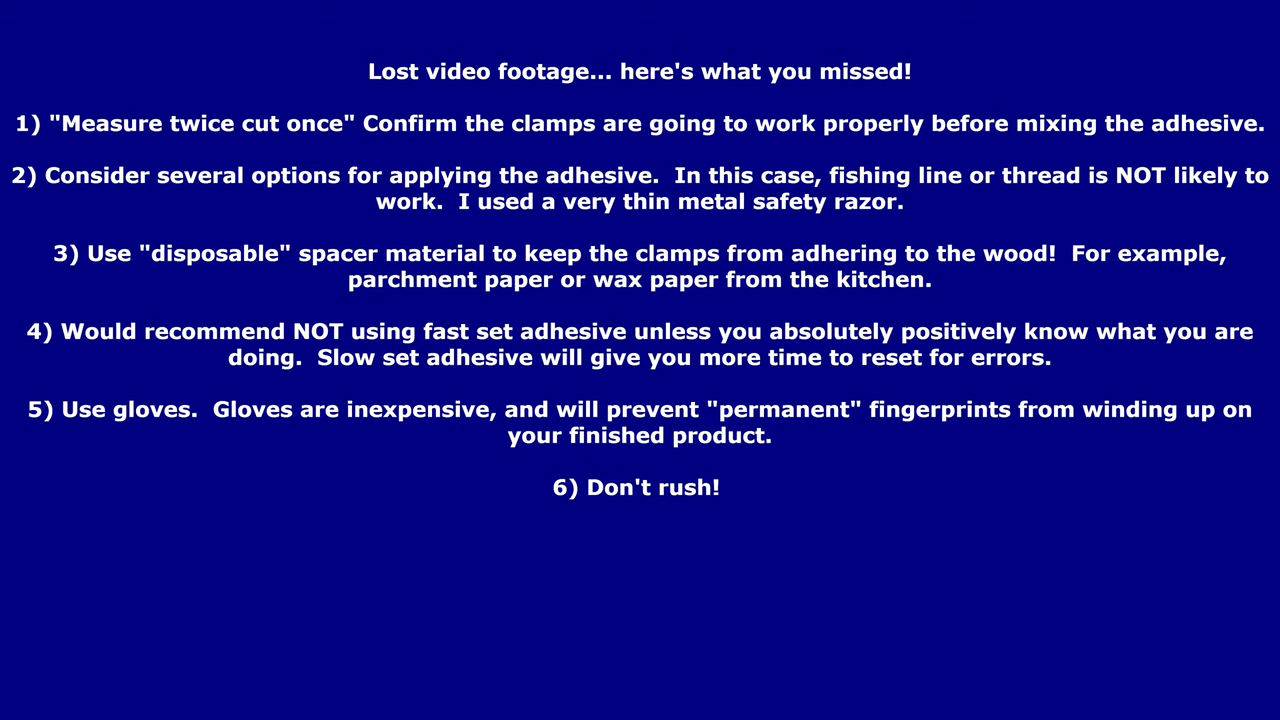 Lost video footage... here's what you missed!
1) "Measure twice cut once" Confirm the clamps are going to work properly before mixing the adhesive.
2) Consider several options for applying the adhesive.  In this case, fishing line or thread is NOT likely to
work.  I used a very thin metal safety razor.
3) Use "disposable" spacer material to keep the clamps from adhering to the wood!  For example,
parchment paper or wax paper from the kitchen.
4) Would recommend NOT using fast set adhesive unless you absolutely positively know what you are
doing.  Slow set adhesive will give you more time to reset for errors.
5) Use gloves.  Gloves are inexpensive, and will prevent "permanent" fingerprints from winding up on
your finished product.
6) Don't rush!